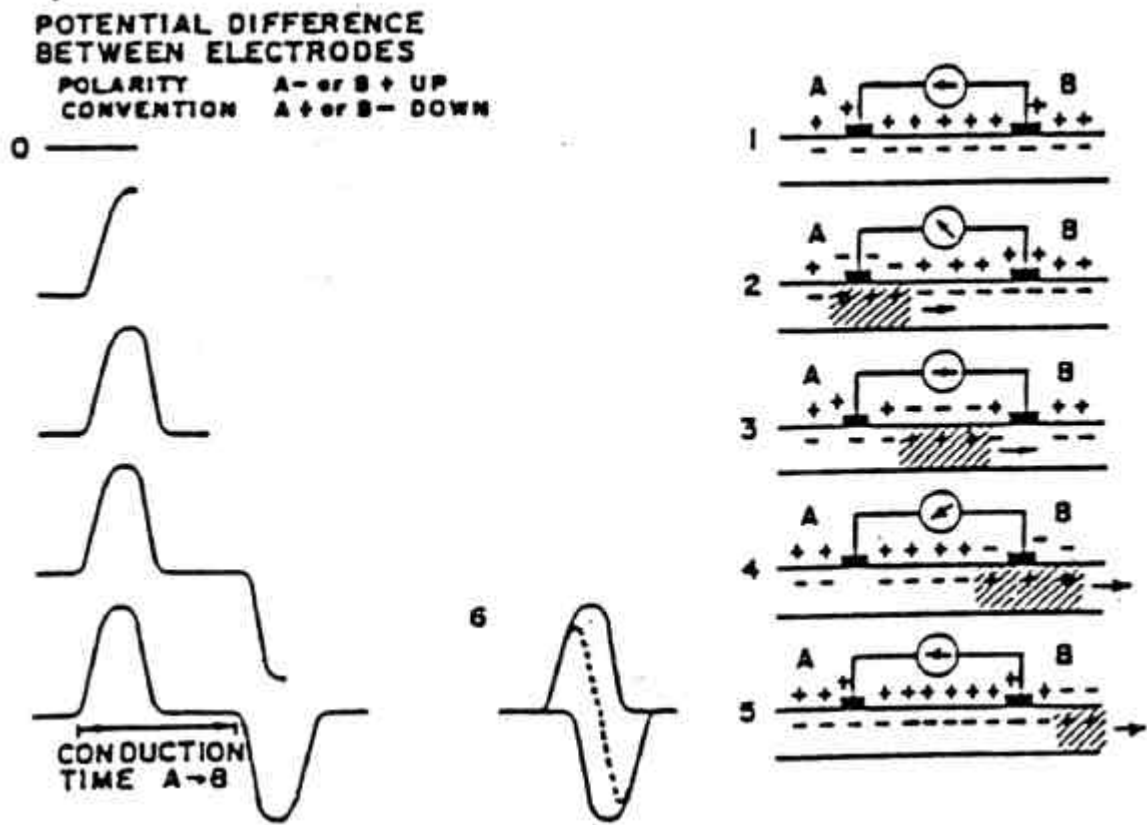 POTENTIAL DIFFERENCE
BETWEEN ELECTRODES
POLARITY A- or B + UP
CONVENTION A + or B - DOWN
0
CONDUCTION
TIME A→B
6
A B
+ + + + + + + + + +
1
- - - - - - - - - - -
A B
+ - - - + + + + + + + +
2
- + + + - - - - - - - -
A B
+ + + - - - - + + +
3
- - - - + + + - - -
A B
+ + + + + + - - - -
4
- - - - - - + + +
A B
+ + + + + + + + + + + - -
5
- - - - - - - - - - + +